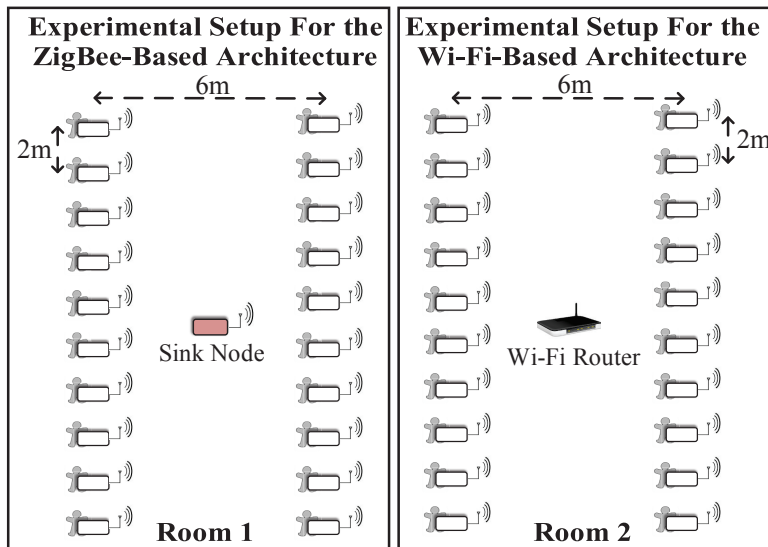 Experimental Setup For the
ZigBee-Based Architecture
6m
2m
Sink Node
Room 1
Experimental Setup For the
Wi-Fi-Based Architecture
6m
2m
Wi-Fi Router
Room 2